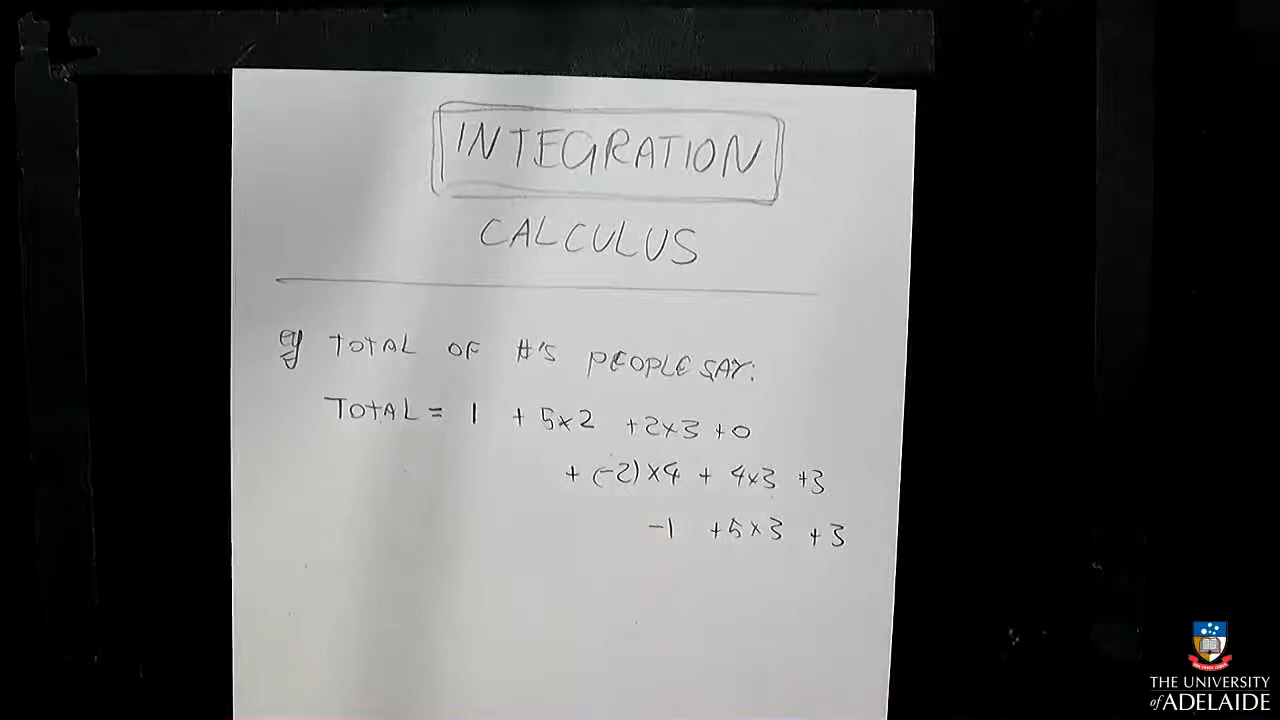 INTEGRATION
CALCULUS
eg TOTAL OF #'S PEOPLE SAY:
TOTAL = 1 + 5×2 +2×3 +0
+ (-2)×4 + 4×3 +3
-1 +5×3 +3
THE UNIVERSITY
of ADELAIDE